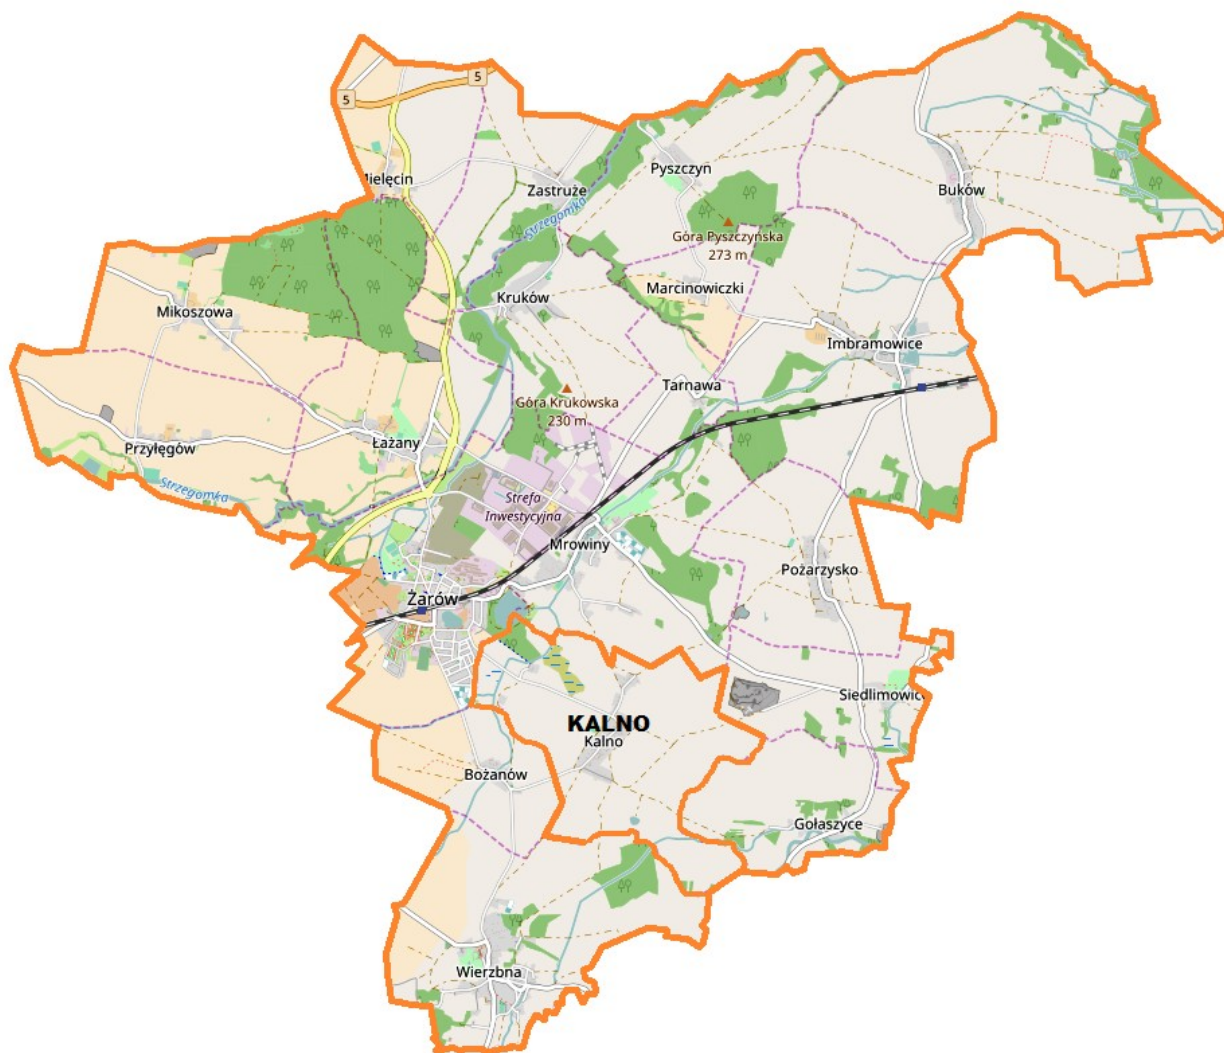 5
5
Mielęcin
Zastruże
Pyszczyn
Buków
Strzegomka
Góra Pyszczyńska
273 m
Mikoszowa
Kruków
Marcinowiczki
Imbramowice
Tarnawa
Góra Krukowska
230 m
Przyłęgów
Łażany
Strzegomka
Strefa
Inwestycyjna
Mrowiny
Pożarzysko
Żarów
Siedlimowice
KALNO
Kalno
Bożanów
Gołaszyce
Wierzbna